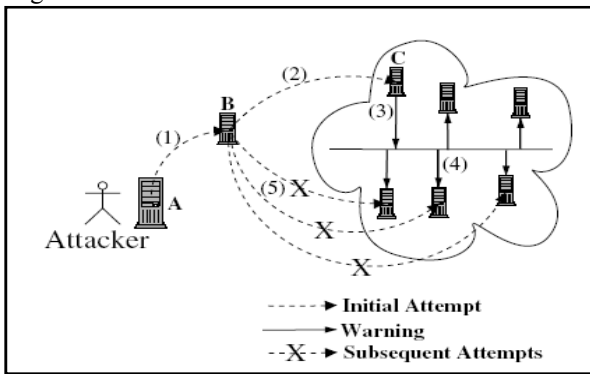 C
(2)
B
(3)
(1)
(4)
(5)
X
A
X
Attacker
X
Initial Attempt
Warning
X Subsequent Attempts